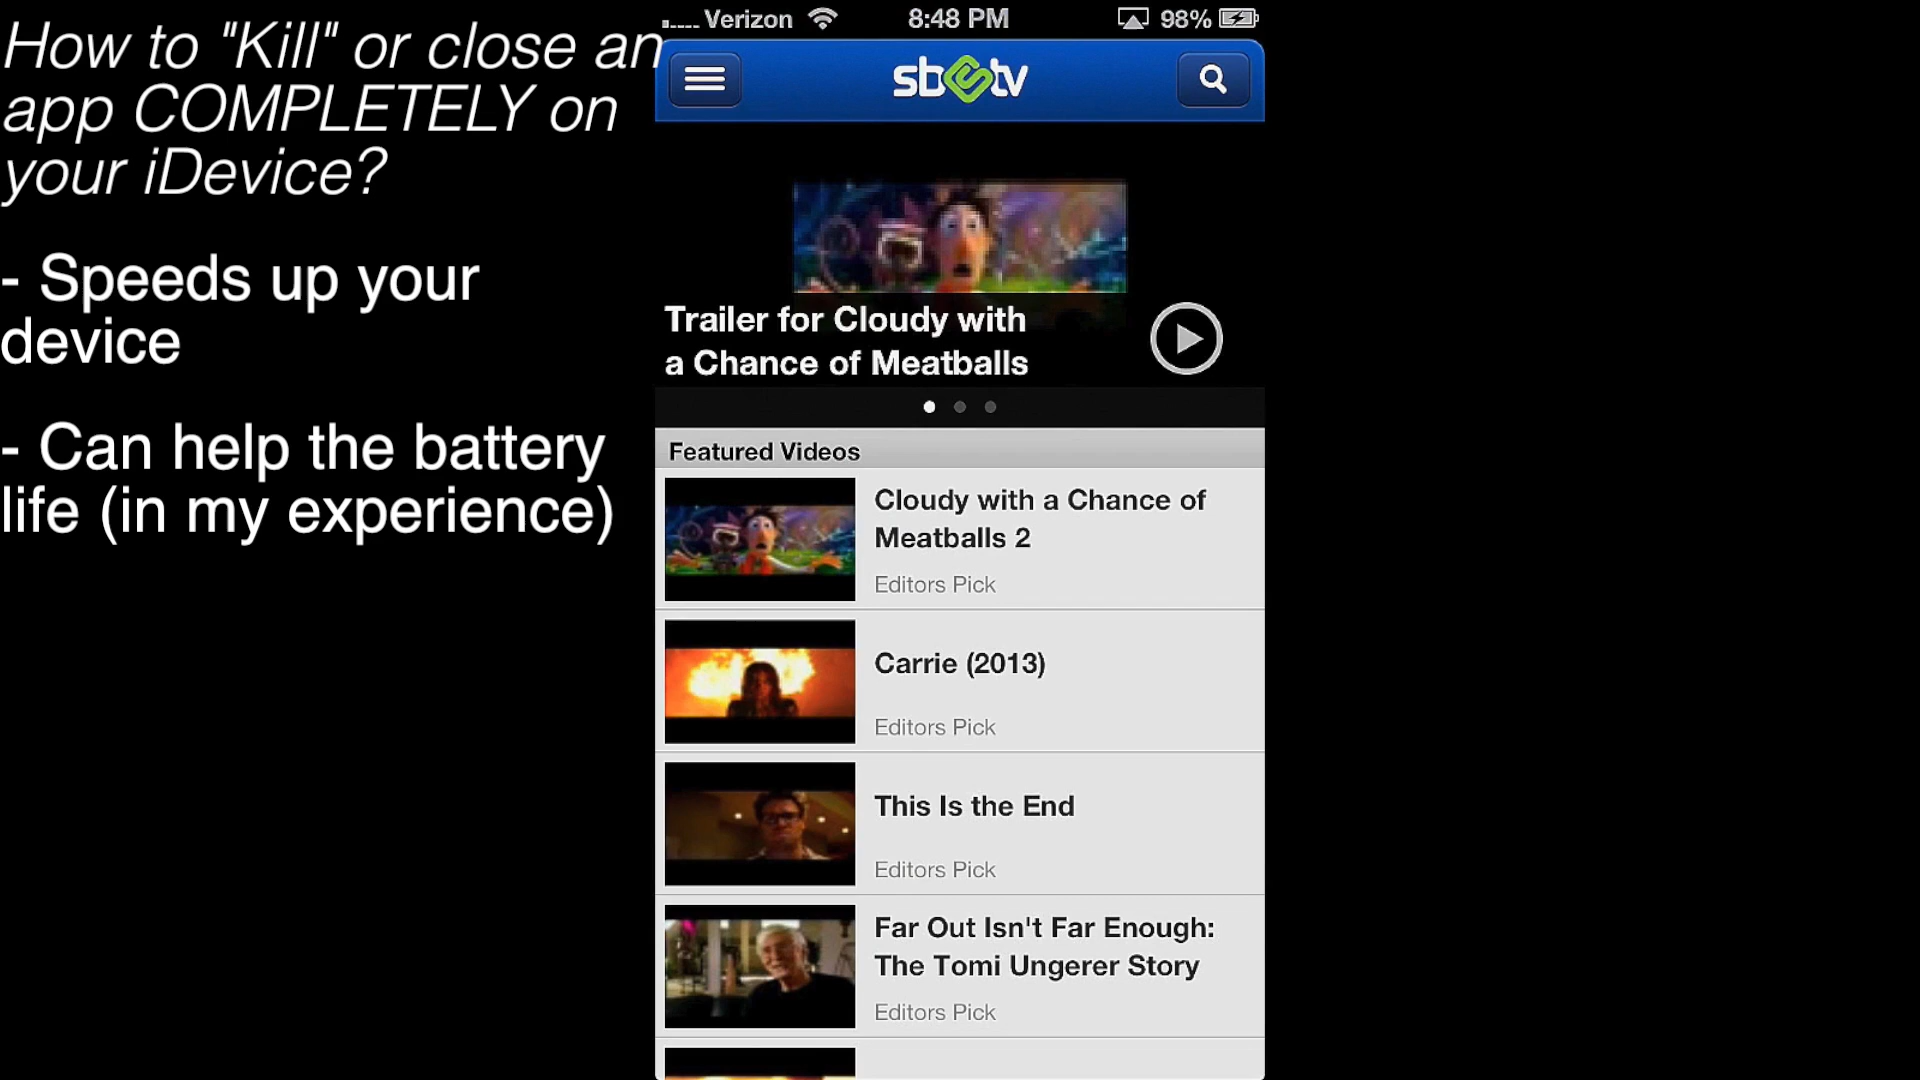 How to "Kill" or close an
app COMPLETELY on
your iDevice?
- Speeds up your
device
- Can help the battery
life (in my experience)
Verizon 8:48 PM 98%
sbtv
Trailer for Cloudy with
a Chance of Meatballs
Featured Videos
Cloudy with a Chance of
Meatballs 2
Editors Pick
Carrie (2013)
Editors Pick
This Is the End
Editors Pick
Far Out Isn't Far Enough:
The Tomi Ungerer Story
Editors Pick